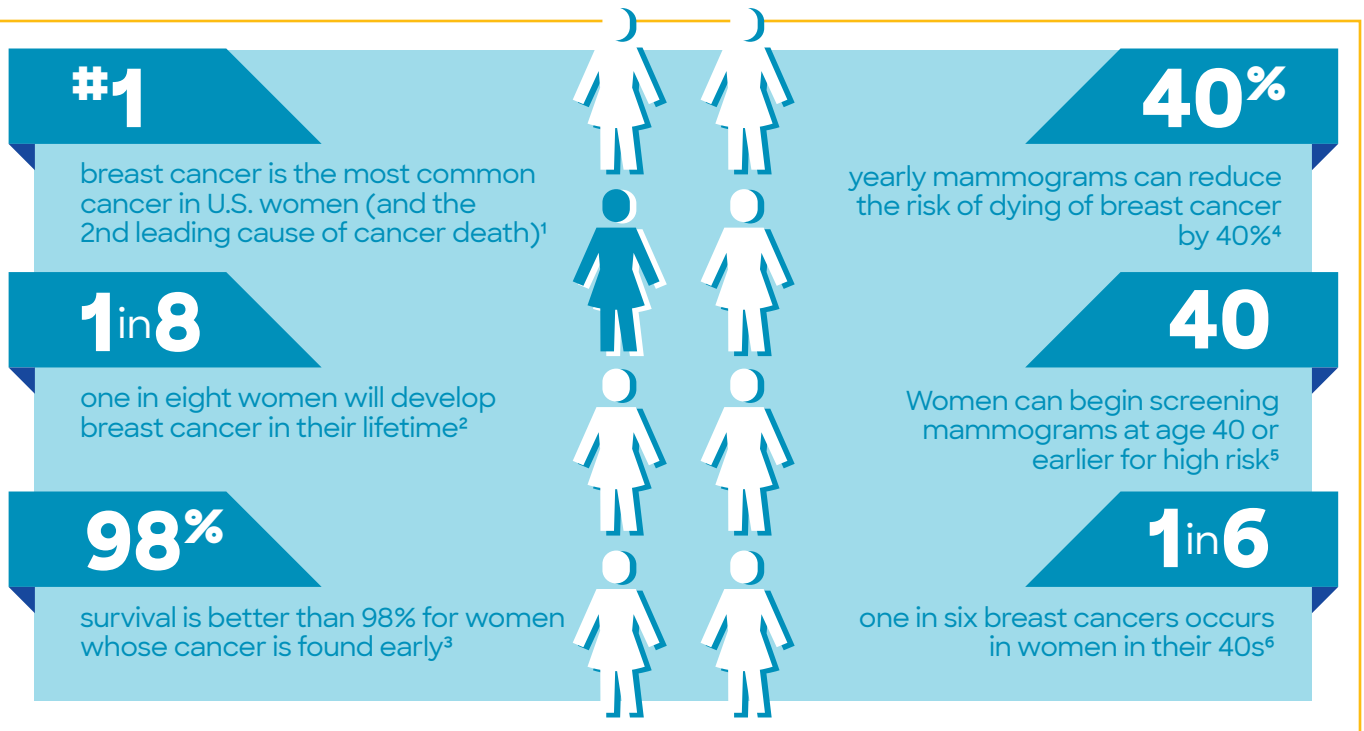 #1
breast cancer is the most common
cancer in U.S. women (and the
2nd leading cause of cancer death)¹
1in8
one in eight women will develop
breast cancer in their lifetime²
98%
survival is better than 98% for women
whose cancer is found early³
40%
yearly mammograms can reduce
the risk of dying of breast cancer
by 40%⁴
40
Women can begin screening
mammograms at age 40 or
earlier for high risk⁵
1in6
one in six breast cancers occurs
in women in their 40s⁶